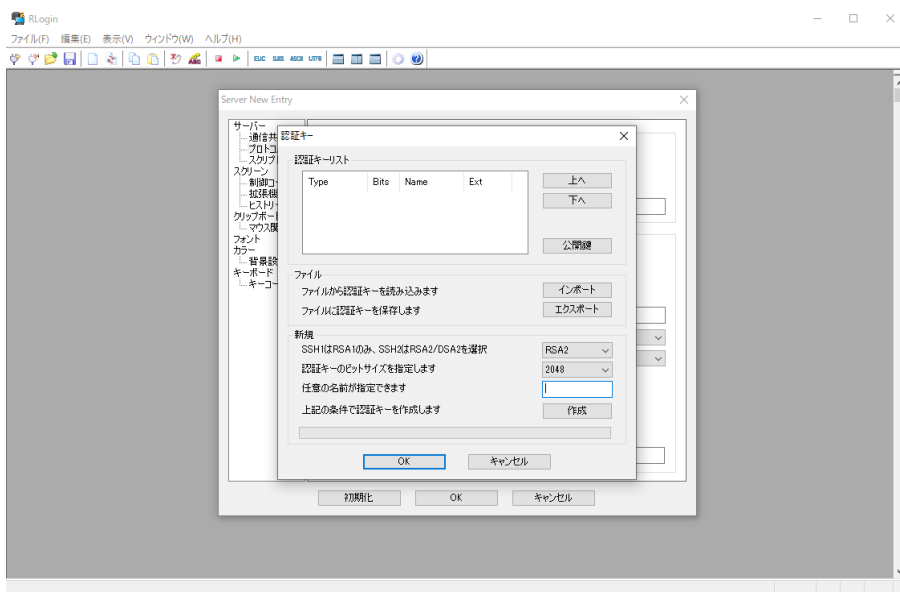 RLogin
ファイル(F) 編集(E) 表示(V) ウィンドウ(W) ヘルプ(H)
EUC SJIS ASCII UTF8
Server New Entry
サーバー
通信共
プロトコ
スクリプ
スクリーン
制御コー
拡張機
ヒストリー
クリップボード
マウス関
フォント
カラー
背景設
キーボード
キーコー
認証キー
認証キーリスト
Type Bits Name Ext
上へ
下へ
公開鍵
ファイル
ファイルから認証キーを読み込みます インポート
ファイルに認証キーを保存します エクスポート
新規
SSH1はRSA1のみ、SSH2はRSA2/DSA2を選択 RSA2
認証キーのビットサイズを指定します 2048
任意の名前が指定できます
上記の条件で認証キーを作成します 作成
OK キャンセル
初期化 OK キャンセル